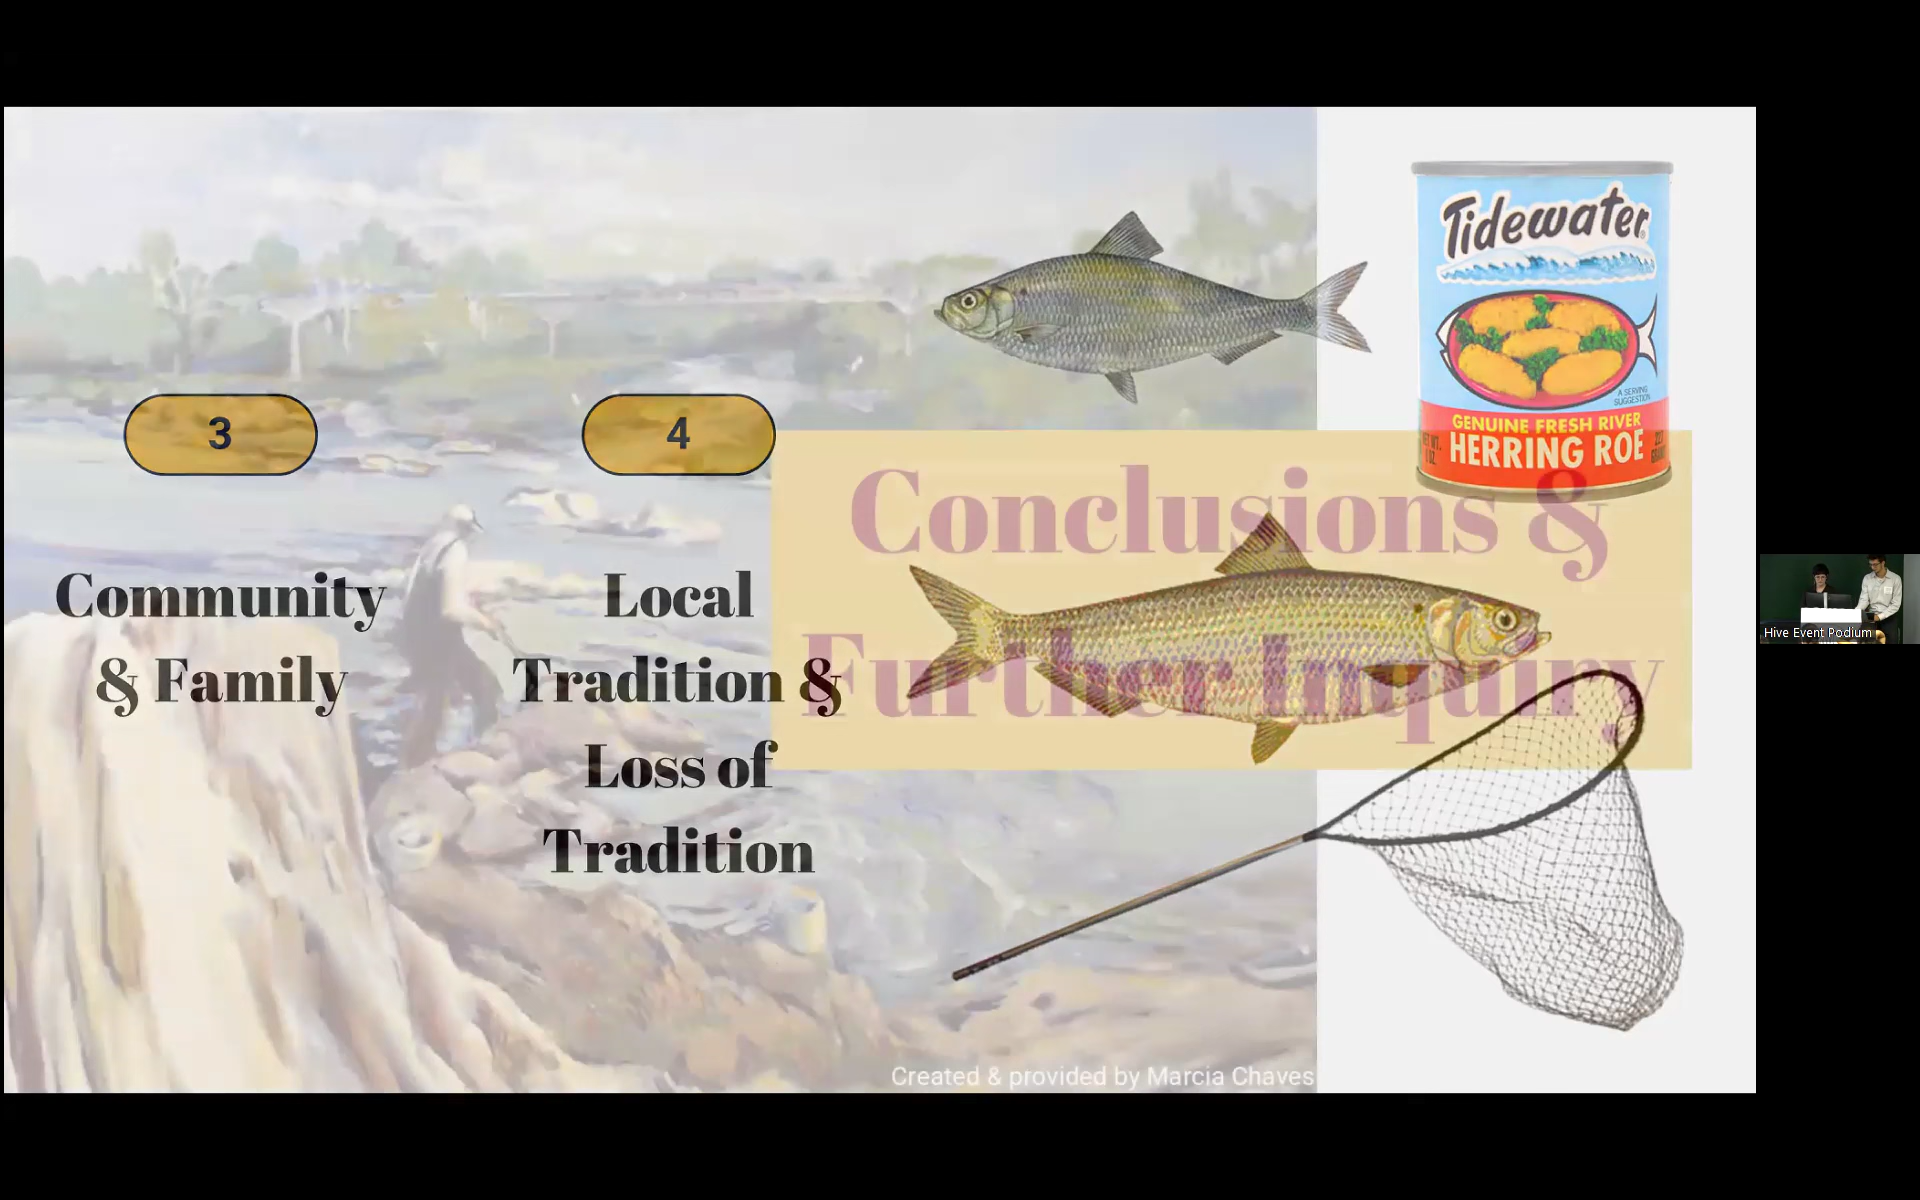 3
Community
& Family
4
Local
Tradition &
Loss of
Tradition
Conclusions &
Further Inquiry
Tidewater
A SERVING
SUGGESTION
GENUINE FRESH RIVER
HERRING ROE
Created & provided by Marcia Chaves
Hive Event Podium